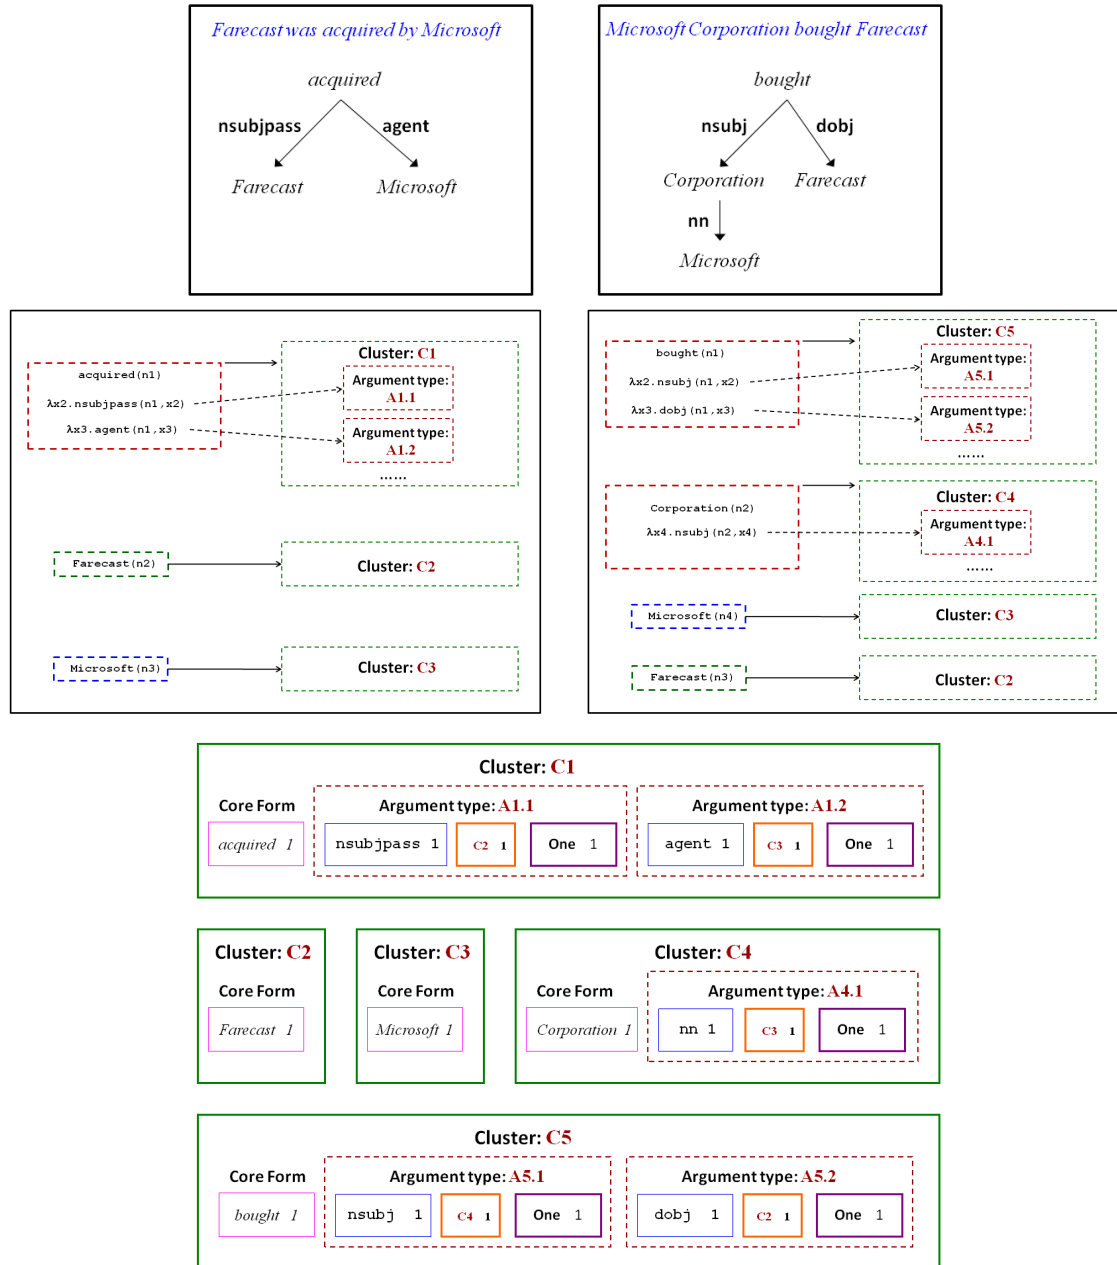 Farecast was acquired by Microsoft
acquired
nsubjpass
agent
Farecast
Microsoft
Microsoft Corporation bought Farecast
bought
nsubj
dobj
Corporation
Farecast
nn
Microsoft
acquired(n1)
λx2.nsubjpass(n1,x2)
λx3.agent(n1,x3)
Cluster: C1
Argument type:
A1.1
Argument type:
A1.2
......
Farecast(n2)
Cluster: C2
Microsoft(n3)
Cluster: C3
bought(n1)
λx2.nsubj(n1,x2)
λx3.dobj(n1,x3)
Cluster: C5
Argument type:
A5.1
Argument type:
A5.2
......
Corporation(n2)
λx4.nsubj(n2,x4)
Cluster: C4
Argument type:
A4.1
......
Microsoft(n4)
Cluster: C3
Farecast(n3)
Cluster: C2
Cluster: C1
Core Form
acquired 1
Argument type: A1.1
nsubjpass 1
C2 1
One 1
Argument type: A1.2
agent 1
C3 1
One 1
Cluster: C2
Core Form
Farecast 1
Cluster: C3
Core Form
Microsoft 1
Cluster: C4
Core Form
Corporation 1
Argument type: A4.1
nn 1
C3 1
One 1
Cluster: C5
Core Form
bought 1
Argument type: A5.1
nsubj 1
C4 1
One 1
Argument type: A5.2
dobj 1
C2 1
One 1